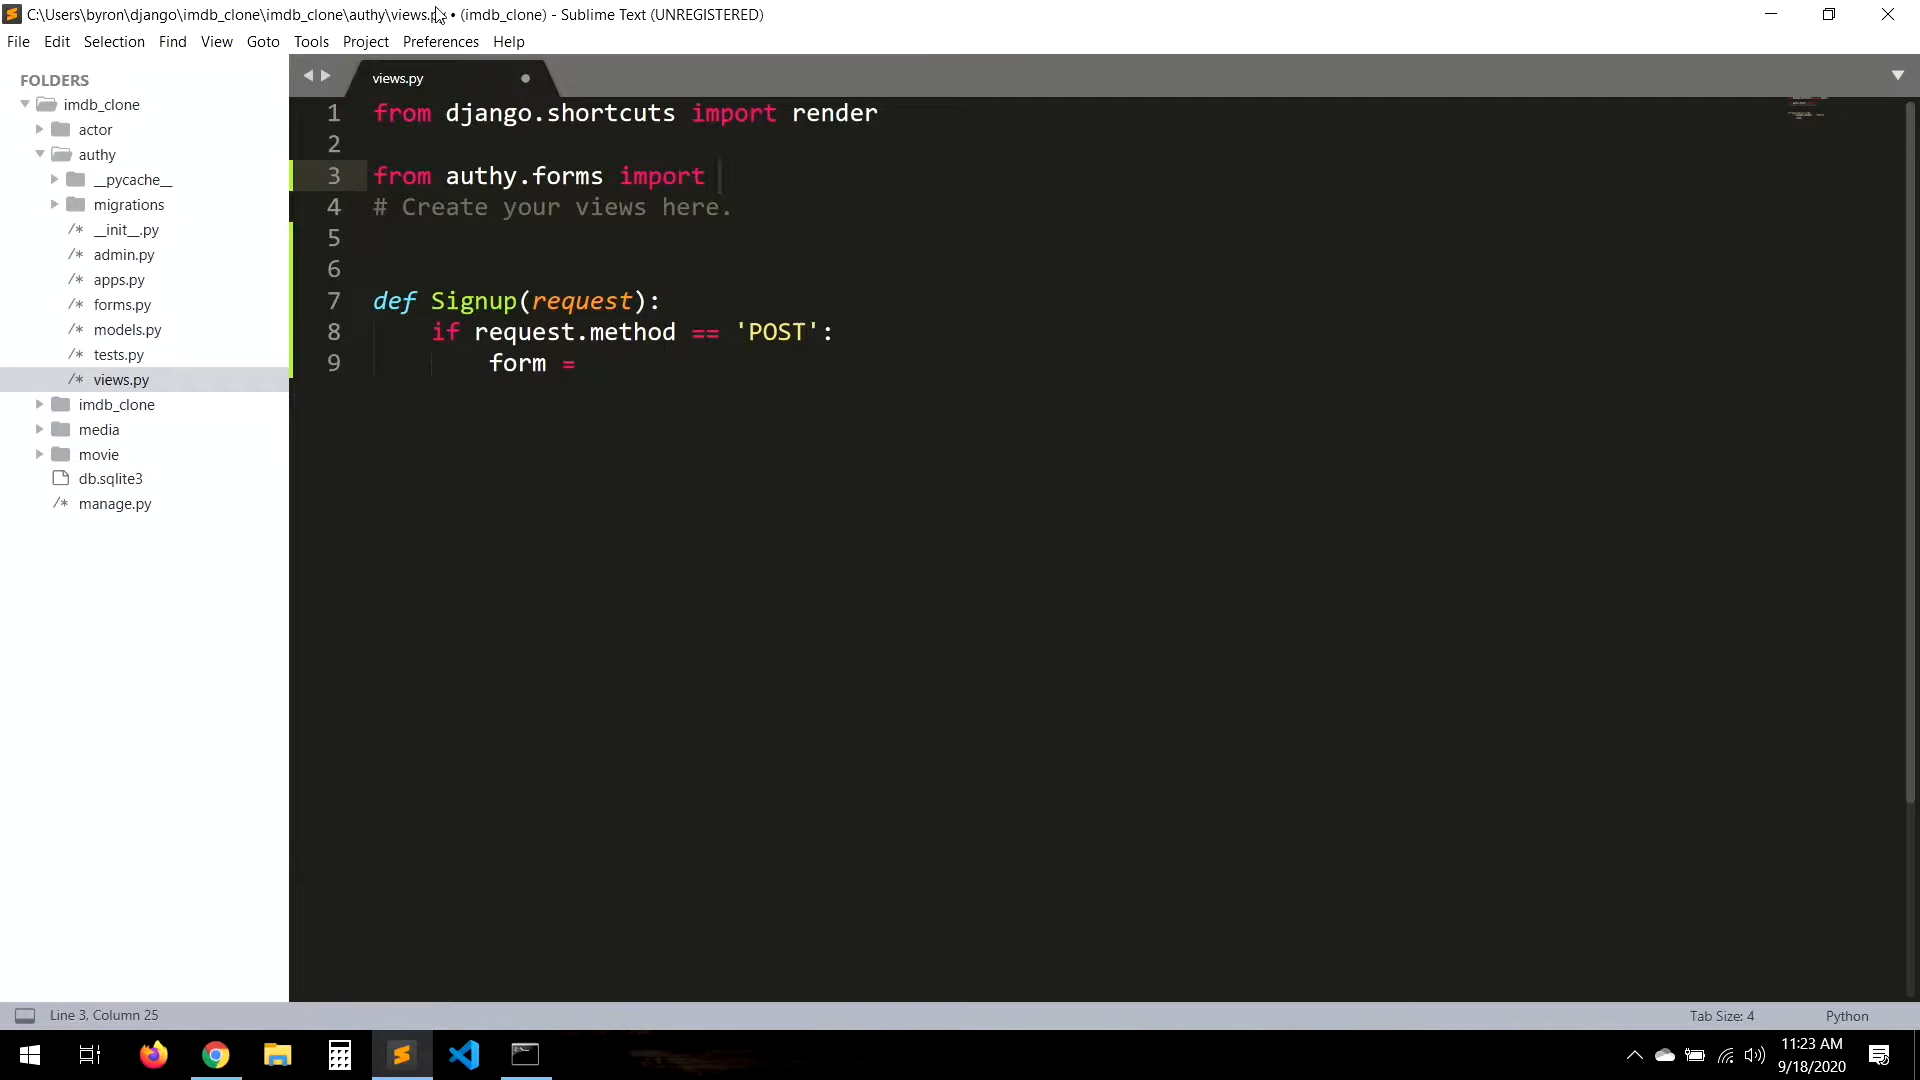 C:\Users\byron\django\imdb_clone\imdb_clone\authy\views.py • (imdb_clone) - Sublime Text (UNREGISTERED)
File Edit Selection Find View Goto Tools Project Preferences Help
FOLDERS
imdb_clone
actor
authy
__pycache__
migrations
/* __init__.py
/* admin.py
/* apps.py
/* forms.py
/* models.py
/* tests.py
/* views.py
imdb_clone
media
movie
db.sqlite3
/* manage.py
views.py
1 from django.shortcuts import render
2
3 from authy.forms import
4 # Create your views here.
5
6
7 def Signup(request):
8 if request.method == 'POST':
9 form =
Line 3, Column 25
Tab Size: 4
Python
11:23 AM
9/18/2020